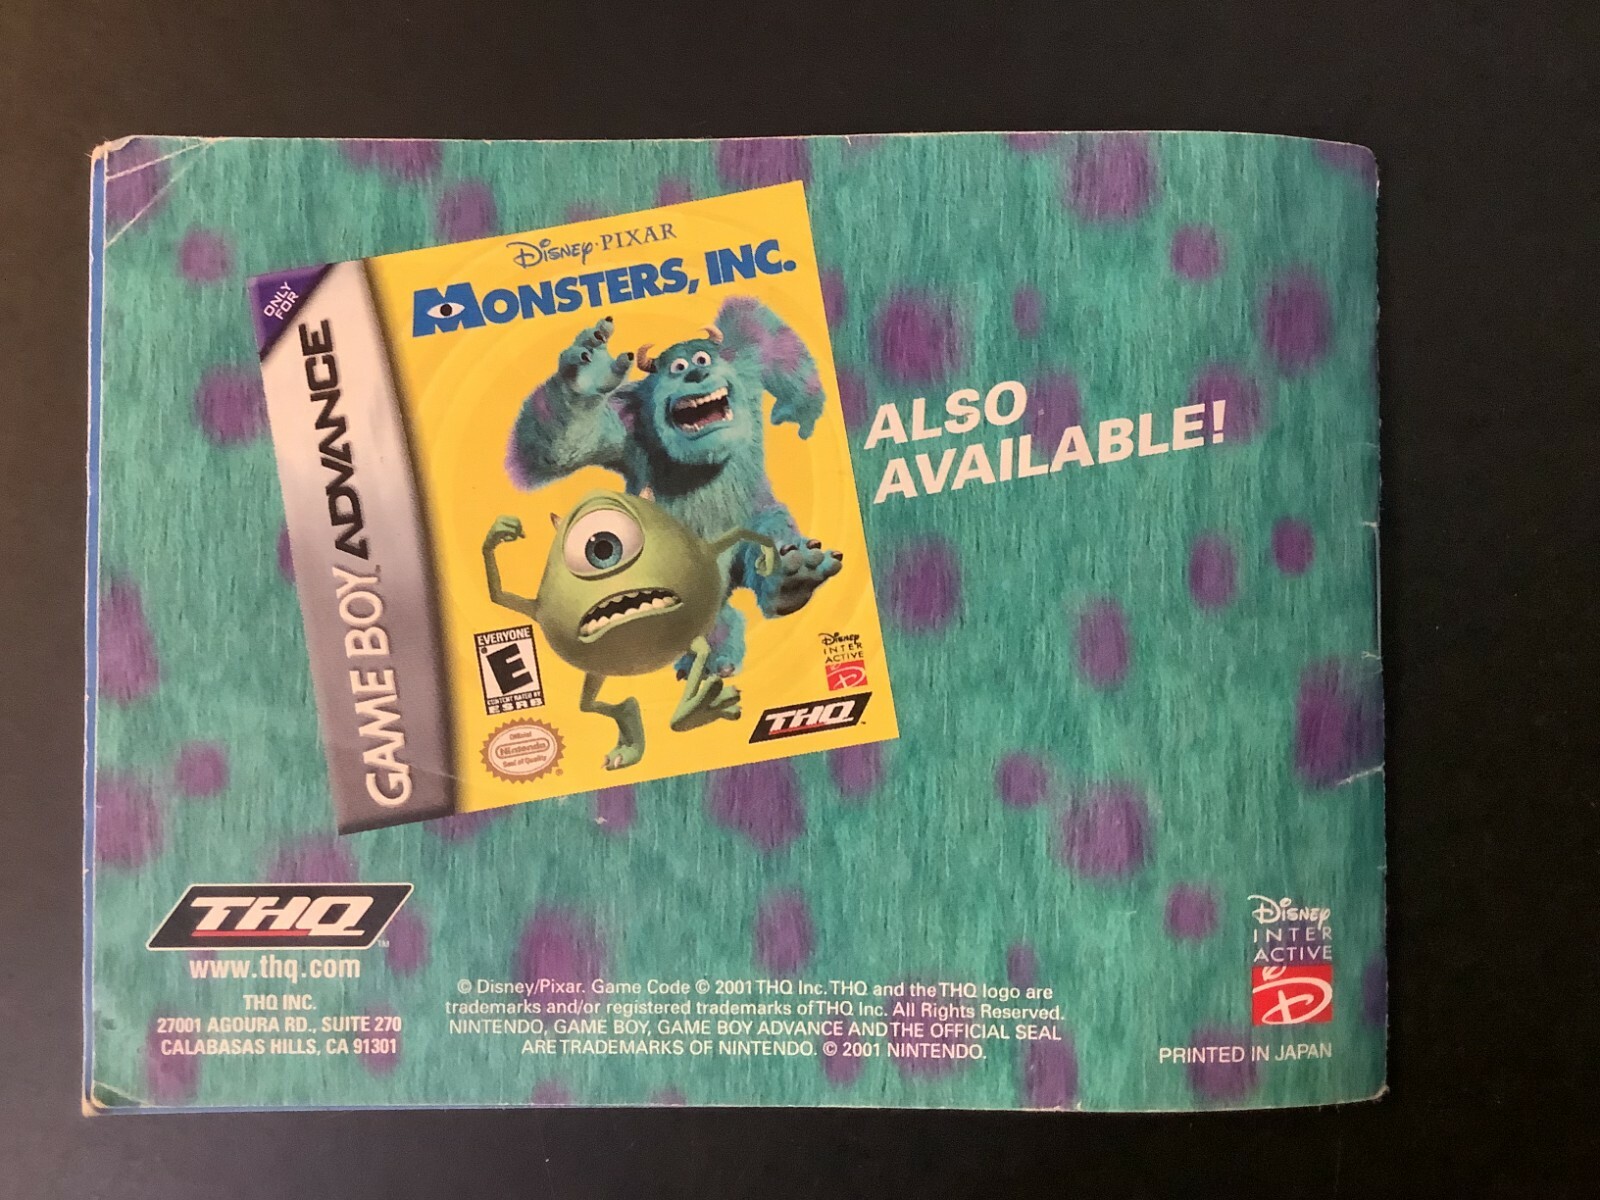 Disney·PIXAR
MONSTERS, INC.
ONLY
FOR
GAME BOY ADVANCE
EVERYONE
E
CONTENT RATED BY
ESRB
Official
Nintendo
Seal of Quality
Disney
INTER
ACTIVE
D
THQ
ALSO
AVAILABLE!
THQ™
www.thq.com
THQ INC.
27001 AGOURA RD., SUITE 270
CALABASAS HILLS, CA 91301
© Disney/Pixar. Game Code © 2001 THQ Inc. THQ and the THQ logo are
trademarks and/or registered trademarks of THQ Inc. All Rights Reserved.
NINTENDO, GAME BOY, GAME BOY ADVANCE AND THE OFFICIAL SEAL
ARE TRADEMARKS OF NINTENDO. © 2001 NINTENDO.
Disney
INTER
ACTIVE
D
PRINTED IN JAPAN